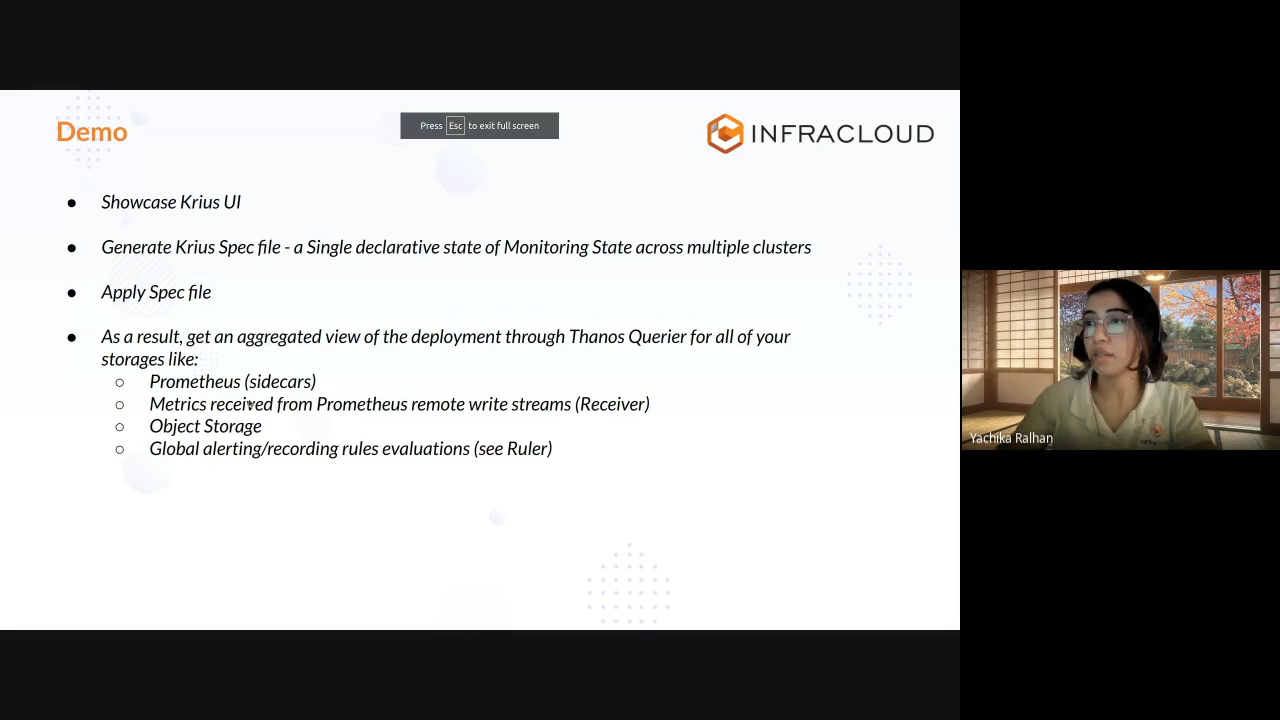 Demo
Press Esc to exit full screen
INFRACLOUD
● Showcase Krius UI
● Generate Krius Spec file - a Single declarative state of Monitoring State across multiple clusters
● Apply Spec file
● As a result, get an aggregated view of the deployment through Thanos Querier for all of your
storages like:
○ Prometheus (sidecars)
○ Metrics received from Prometheus remote write streams (Receiver)
○ Object Storage
○ Global alerting/recording rules evaluations (see Ruler)
Yachika Ralhan